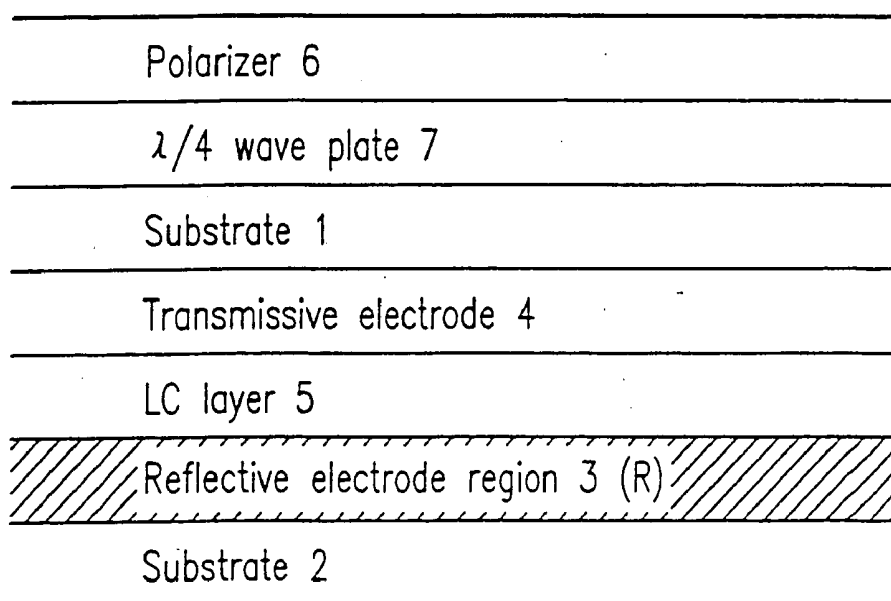 Polarizer 6
λ/4 wave plate 7
Substrate 1
Transmissive electrode 4
LC layer 5
Reflective electrode region 3 (R)
Substrate 2